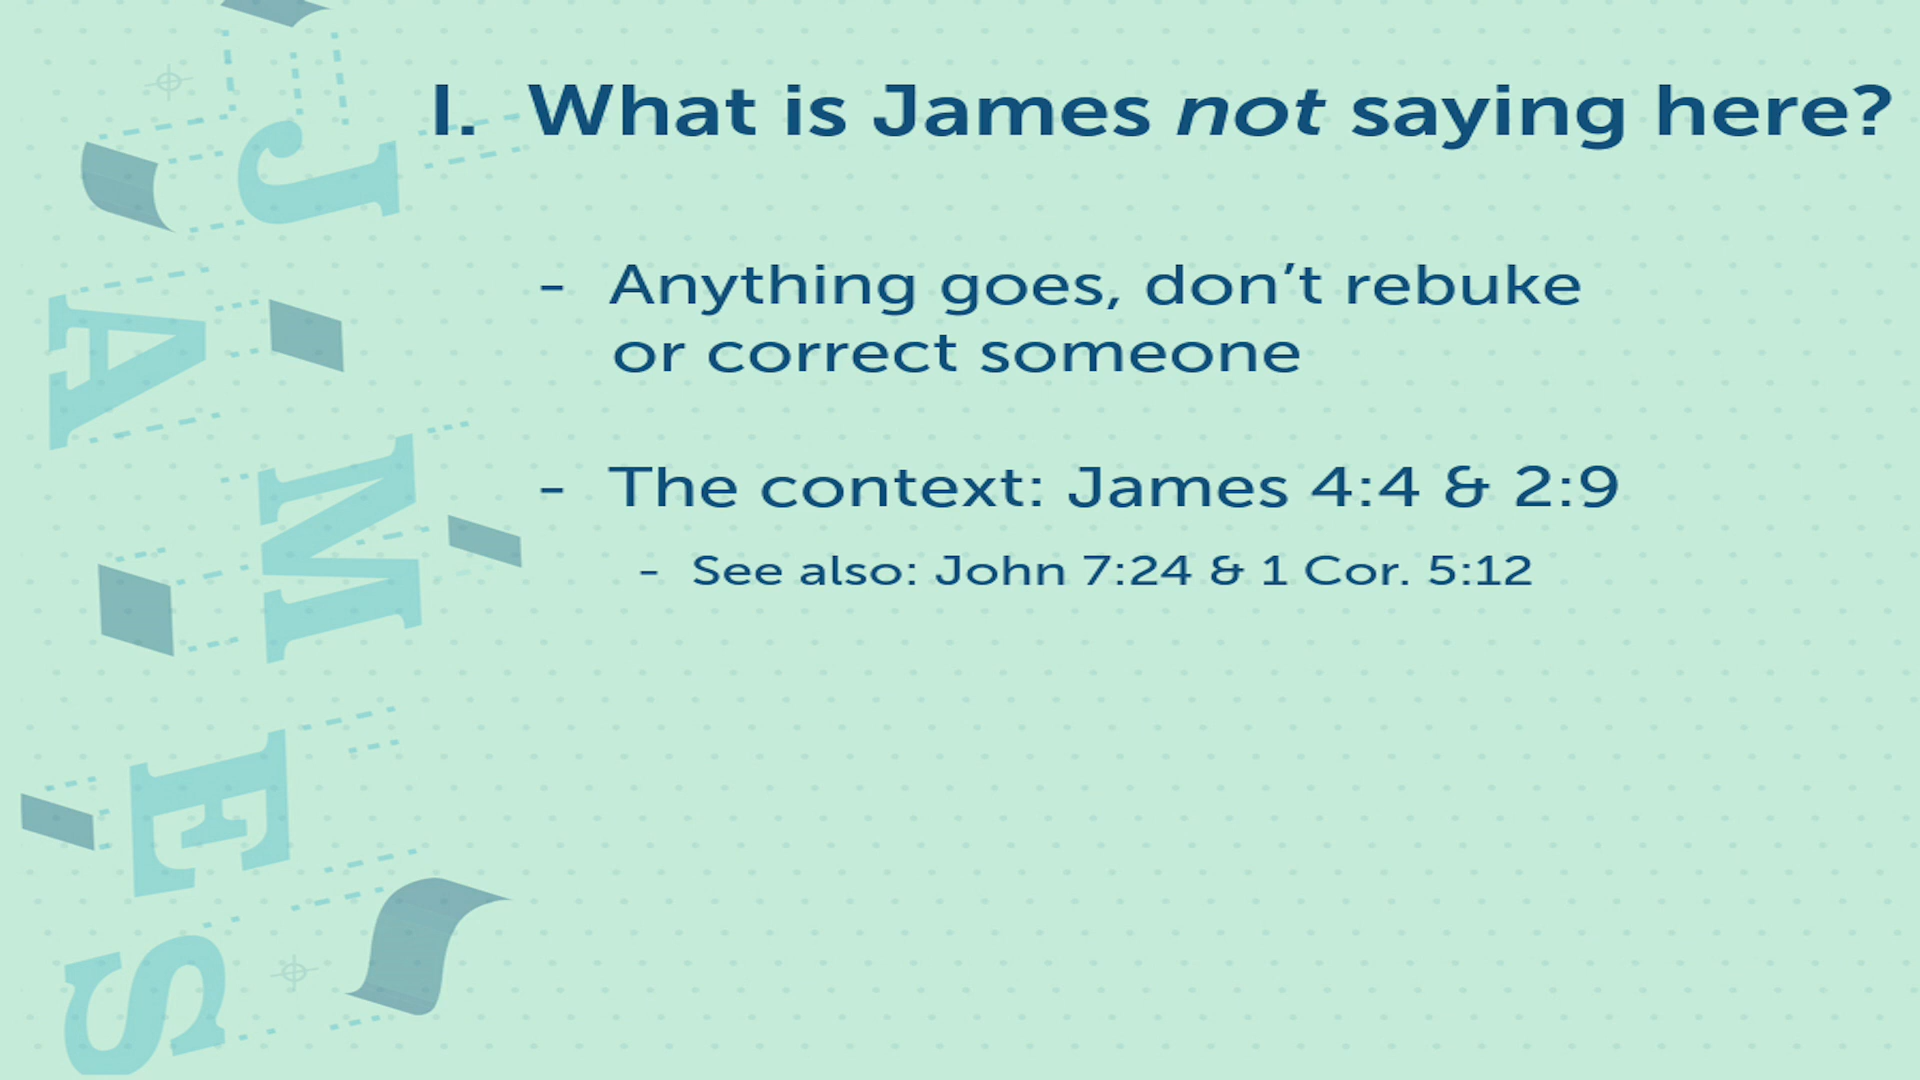 I. What is James not saying here?
- Anything goes, don’t rebuke
or correct someone
- The context: James 4:4 & 2:9
- See also: John 7:24 & 1 Cor. 5:12
JAMES